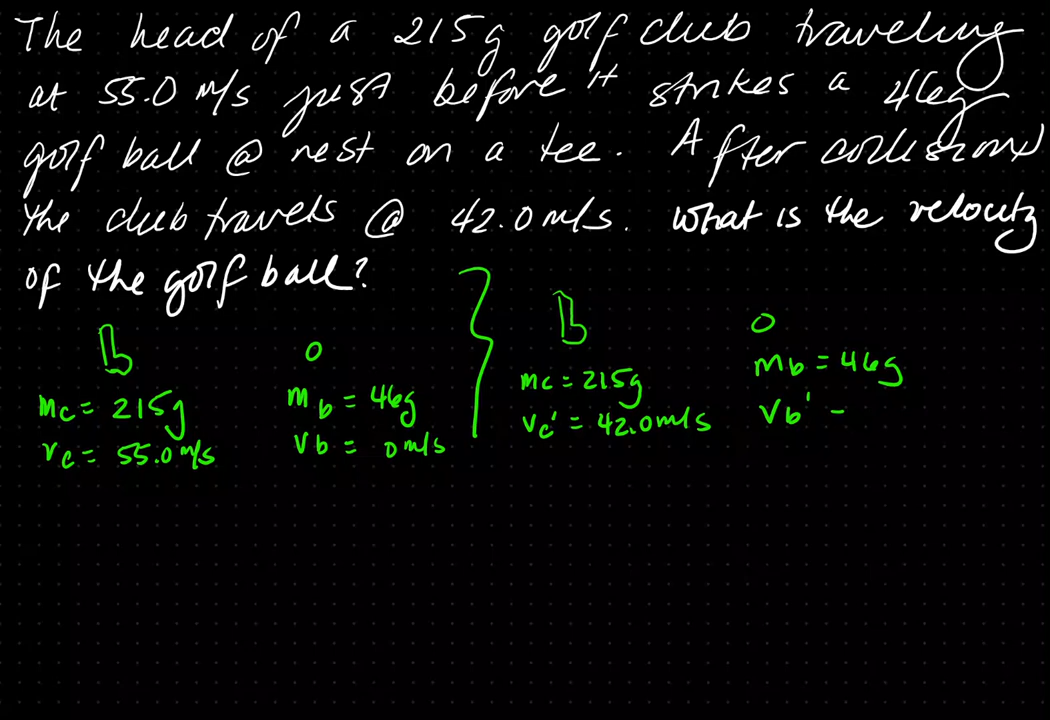 The head of a 215g golf club traveling
at 55.0 m/s just before it strikes a 46g
golf ball @ rest on a tee. After collision
the club travels @ 42.0 m/s. what is the velocity
of the golf ball?
mc = 215g mb = 46g mc = 215g mb = 46g
vc = 55.0 m/s vb = 0 m/s vc' = 42.0 m/s vb' -